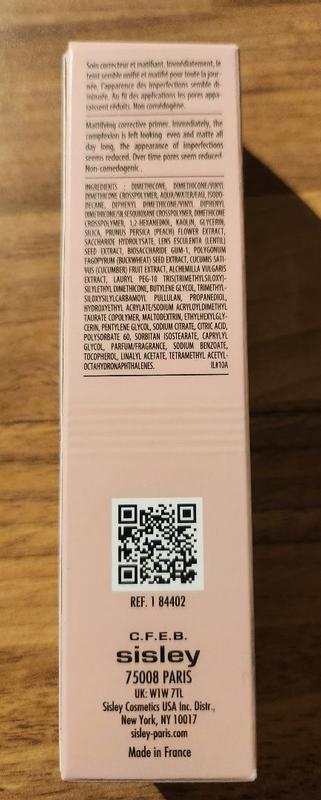 Soin correcteur et matifiant. Immédiatement, le
teint semble unifié et matifié pour toute la jour-
née, l'apparence des imperfections semble di-
minuée. Au fil des applications les pores appa-
raissent réduits. Non comédogène.
Mattifying corrective primer. Immediately, the
complexion is left looking even and matte all
day long, the appearance of imperfections
seems reduced. Over time pores seem reduced.
Non-comedogenic.
INGREDIENTS : DIMETHICONE, DIMETHICONE/VINYL
DIMETHICONE CROSSPOLYMER, AQUA/WATER/EAU, ISODO-
DECANE, DIPHENYL DIMETHICONE/VINYL DIPHENYL
DIMETHICONE/SILSESQUIOXANE CROSSPOLYMER, DIMETHICONE
CROSSPOLYMER, 1,2-HEXANEDIOL, KAOLIN, GLYCERIN,
SILICA, PRUNUS PERSICA (PEACH) FLOWER EXTRACT,
SACCHARIDE HYDROLYSATE, LENS ESCULENTA (LENTIL)
SEED EXTRACT, BIOSACCHARIDE GUM-1, POLYGONUM
FAGOPYRUM (BUCKWHEAT) SEED EXTRACT, CUCUMIS SATI-
VUS (CUCUMBER) FRUIT EXTRACT, ALCHEMILLA VULGARIS
EXTRACT, LAURYL PEG-10 TRIS(TRIMETHYLSILOXY)-
SILYLETHYL DIMETHICONE, BUTYLENE GLYCOL, TRIMETHYL-
SILOXYSILYLCARBAMOYL PULLULAN, PROPANEDIOL,
HYDROXYETHYL ACRYLATE/SODIUM ACRYLOYLDIMETHYL
TAURATE COPOLYMER, MALTODEXTRIN, ETHYLHEXYLGLY-
CERIN, PENTYLENE GLYCOL, SODIUM CITRATE, CITRIC ACID,
POLYSORBATE 60, SORBITAN ISOSTEARATE, CAPRYLYL
GLYCOL, PARFUM/FRAGRANCE, SODIUM BENZOATE,
TOCOPHEROL, LINALYL ACETATE, TETRAMETHYL ACETYL-
OCTAHYDRONAPHTHALENES. IL#10A
REF. 1 84402
C.F.E.B.
sisley
75008 PARIS
UK: W1W 7TL
Sisley Cosmetics USA Inc. Distr.,
New York, NY 10017
sisley-paris.com
Made in France